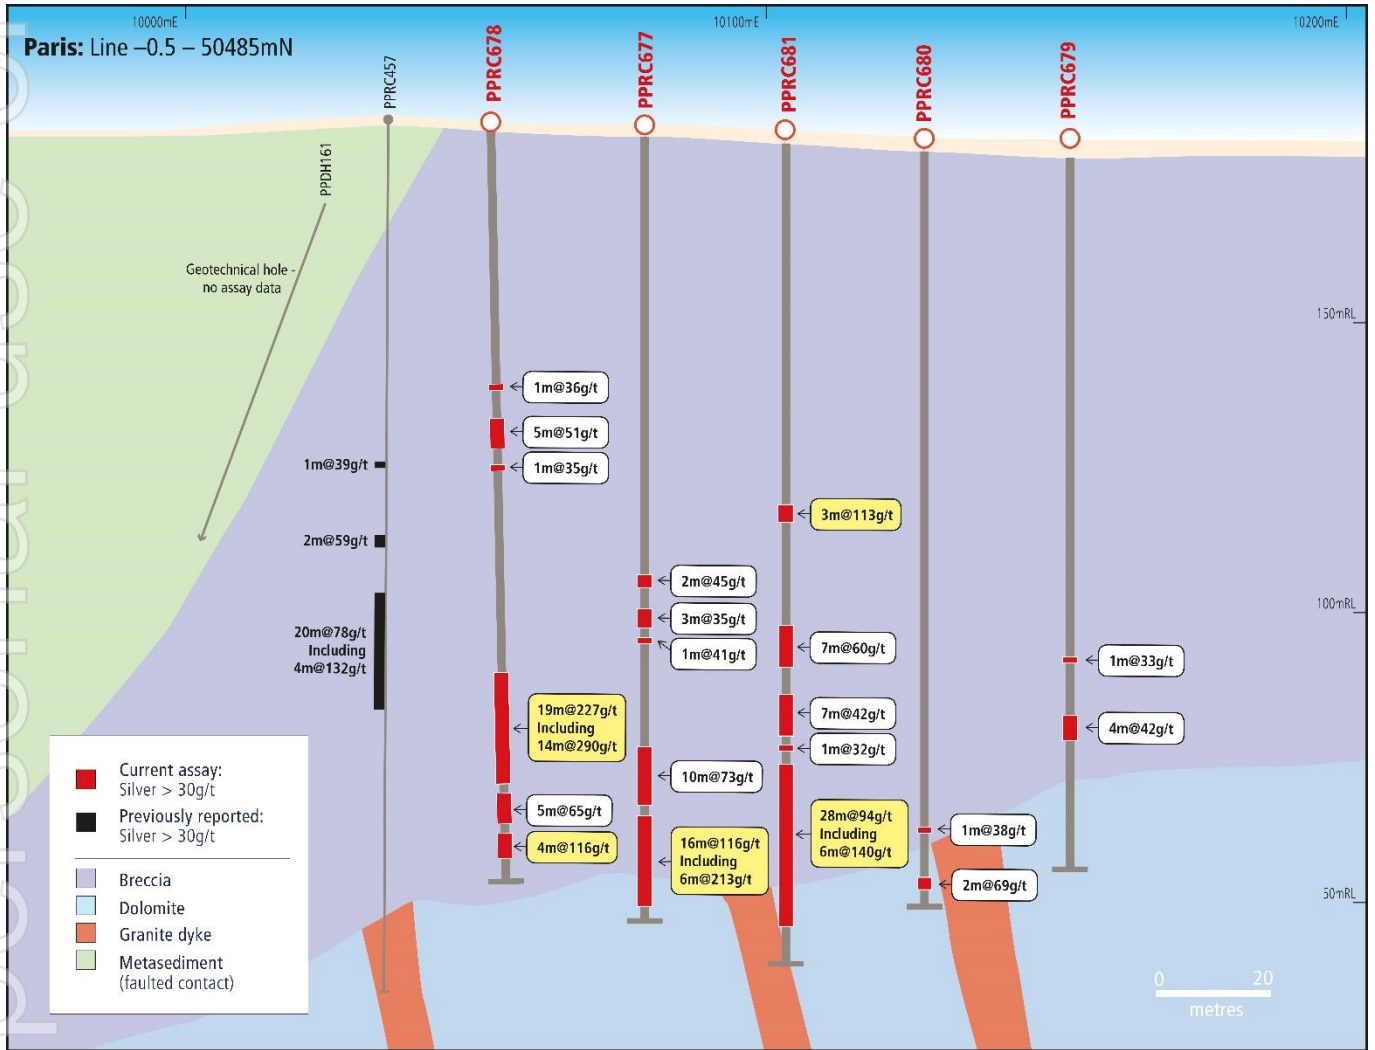 10000mE
10100mE
10200mE
Paris: Line –0.5 – 50485mN
PPRC457
PPRC678
PPRC677
PPRC681
PPRC680
PPRC679
PPDH161
Geotechnical hole -
no assay data
150mRL
100mRL
50mRL
1m@39g/t
2m@59g/t
20m@78g/t
Including
4m@132g/t
1m@36g/t
5m@51g/t
1m@35g/t
19m@227g/t
Including
14m@290g/t
5m@65g/t
4m@116g/t
2m@45g/t
3m@35g/t
1m@41g/t
10m@73g/t
16m@116g/t
Including
6m@213g/t
3m@113g/t
7m@60g/t
7m@42g/t
1m@32g/t
28m@94g/t
Including
6m@140g/t
1m@38g/t
2m@69g/t
1m@33g/t
4m@42g/t
Current assay:
Silver > 30g/t
Previously reported:
Silver > 30g/t
Breccia
Dolomite
Granite dyke
Metasediment
(faulted contact)
0 20
metres